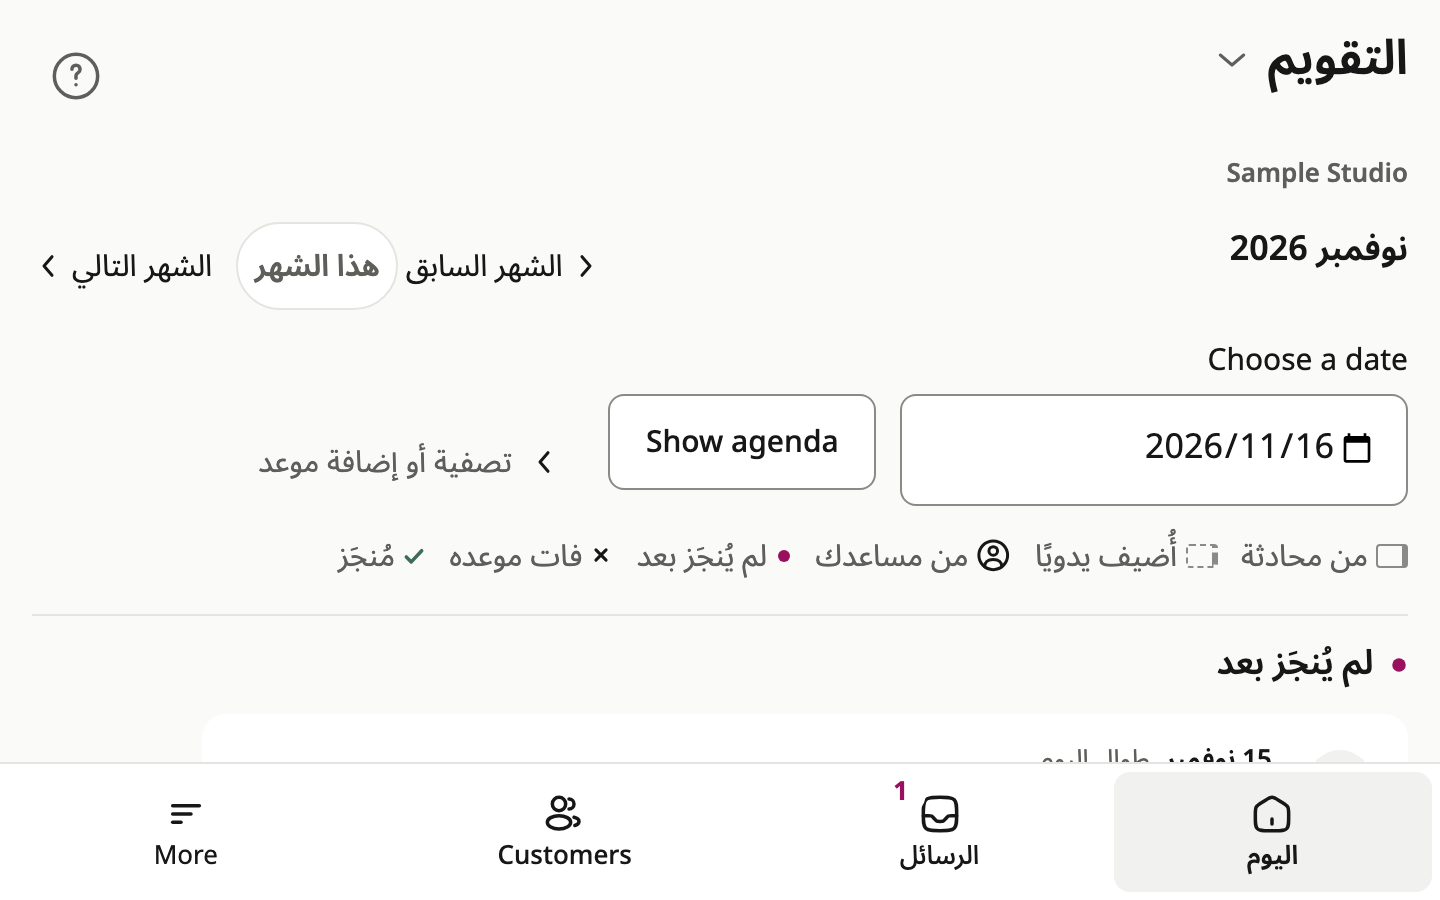 التقويم
?
Sample Studio
نوفمبر 2026
الشهر السابق
هذا الشهر
الشهر التالي
Choose a date
2026/11/16
Show agenda
تصفية أو إضافة موعد
من محادثة
أُضيف يدويًا
من مساعدك
لم يُنجَز بعد
فات موعده
مُنجَز
لم يُنجَز بعد
15 نوفمبر طوال اليوم
اليوم
1
الرسائل
Customers
More